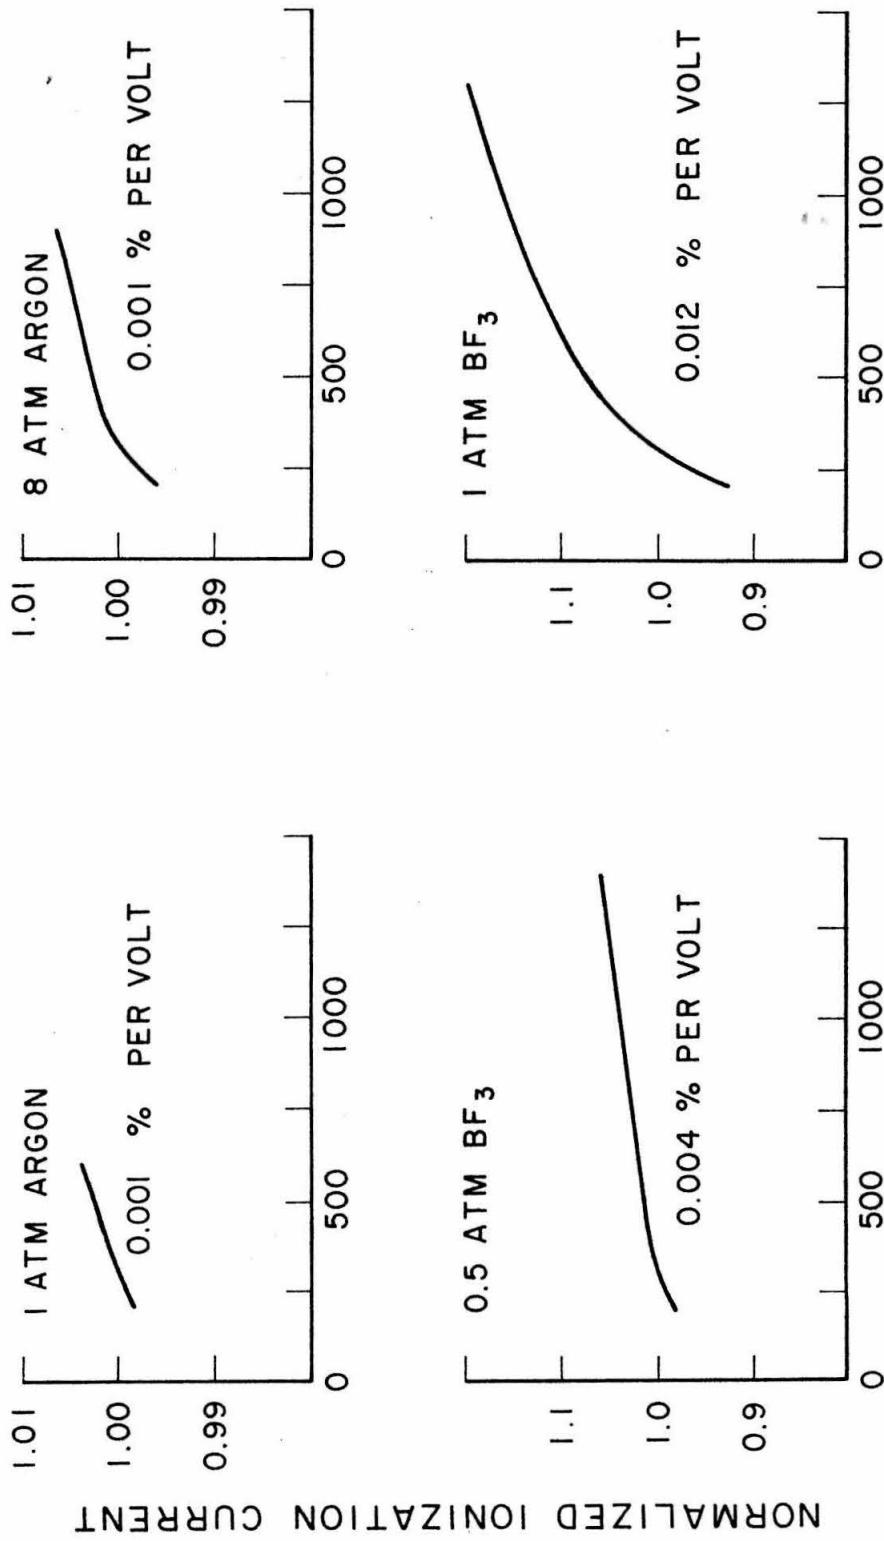 NORMALIZED IONIZATION CURRENT
1 ATM ARGON
1.01
1.00
0.99
0.001 % PER VOLT
0
500
1000
8 ATM ARGON
1.01
1.00
0.99
0.001 % PER VOLT
0
500
1000
0.5 ATM BF3
1.1
1.0
0.9
0.004 % PER VOLT
0
500
1000
1 ATM BF3
1.1
1.0
0.9
0.012 % PER VOLT
0
500
1000